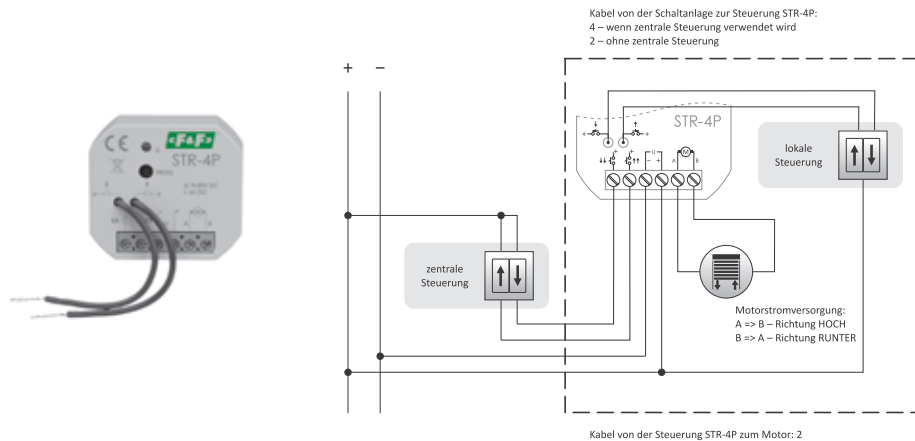 Kabel von der Schaltanlage zur Steuerung STR-4P:
4 – wenn zentrale Steuerung verwendet wird
2 – ohne zentrale Steuerung
+ –
F&F
STR-4P
PROG
STR-4P
+ +
+ +
U
– +
M
A B
lokale
Steuerung
zentrale
Steuerung
Motorstromversorgung:
A => B – Richtung HOCH
B => A – Richtung RUNTER
Kabel von der Steuerung STR-4P zum Motor: 2